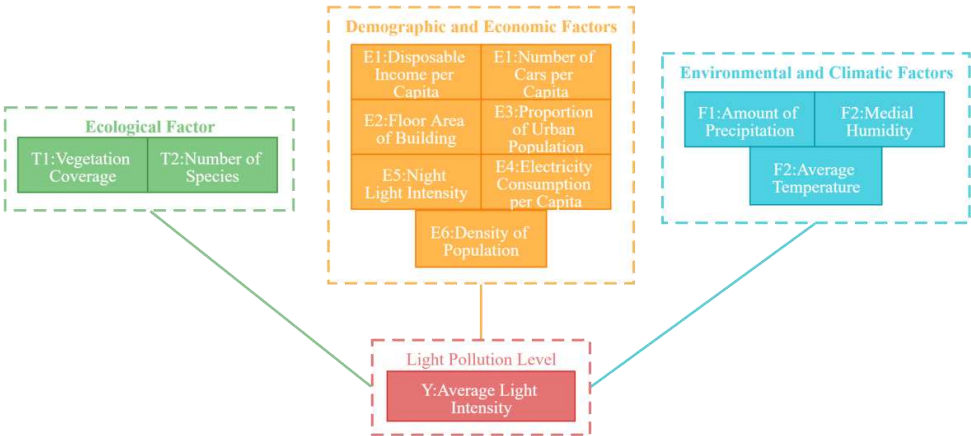 Demographic and Economic Factors
E1:Disposable
Income per
Capita
E1:Number of
Cars per
Capita
E2:Floor Area
of Building
E3:Proportion
of Urban
Population
E5:Night
Light Intensity
E4:Electricity
Consumption
per Capita
E6:Density of
Population
Environmental and Climatic Factors
F1:Amount of
Precipitation
F2:Medial
Humidity
F2:Average
Temperature
Ecological Factor
T1:Vegetation
Coverage
T2:Number of
Species
Light Pollution Level
Y:Average Light
Intensity